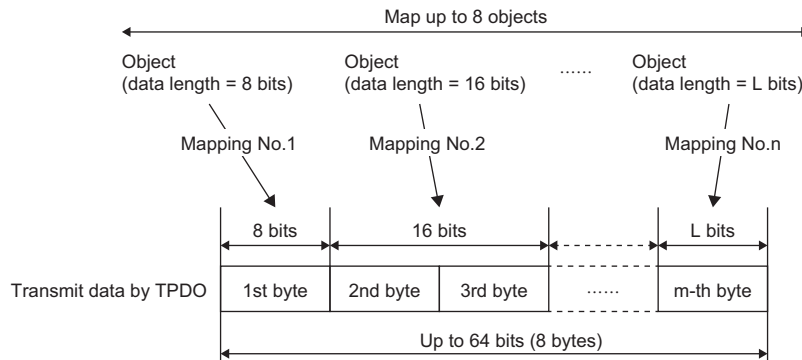 Map up to 8 objects
Object
(data length = 8 bits)
Object
(data length = 16 bits)
......
Object
(data length = L bits)
Mapping No.1
Mapping No.2
Mapping No.n
8 bits
16 bits
L bits
Transmit data by TPDO
1st byte
2nd byte
3rd byte
......
m-th byte
Up to 64 bits (8 bytes)